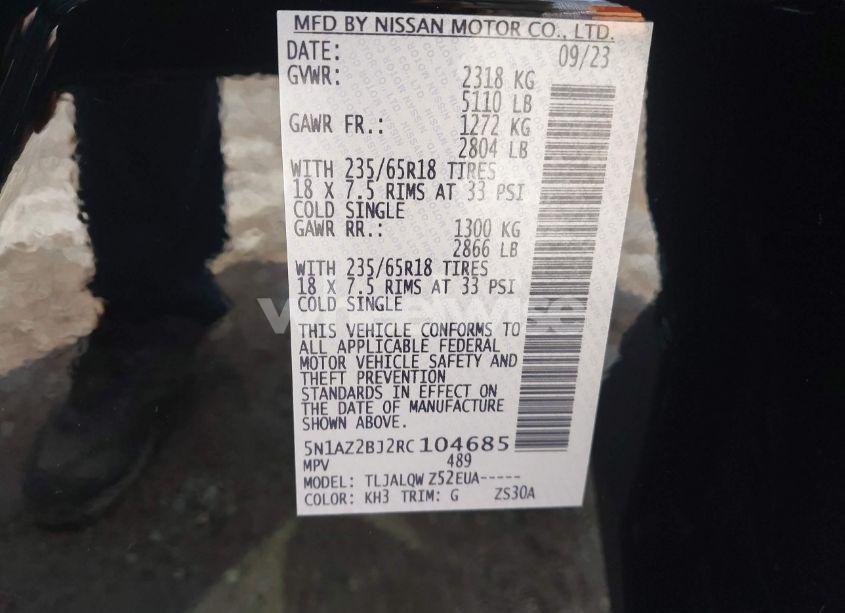 MFD BY NISSAN MOTOR CO., LTD.
DATE: 09/23
GVWR: 2318 KG
5110 LB
GAWR FR.: 1272 KG
2804 LB
WITH 235/65R18 TIRES
18 X 7.5 RIMS AT 33 PSI
COLD SINGLE
GAWR RR.: 1300 KG
2866 LB
WITH 235/65R18 TIRES
18 X 7.5 RIMS AT 33 PSI
COLD SINGLE
THIS VEHICLE CONFORMS TO
ALL APPLICABLE FEDERAL
MOTOR VEHICLE SAFETY AND
THEFT PREVENTION
STANDARDS IN EFFECT ON
THE DATE OF MANUFACTURE
SHOWN ABOVE.
5N1AZ2BJ2RC104685
MPV 489
MODEL: TLJALQW Z52EUA-----
COLOR: KH3 TRIM: G ZS30A